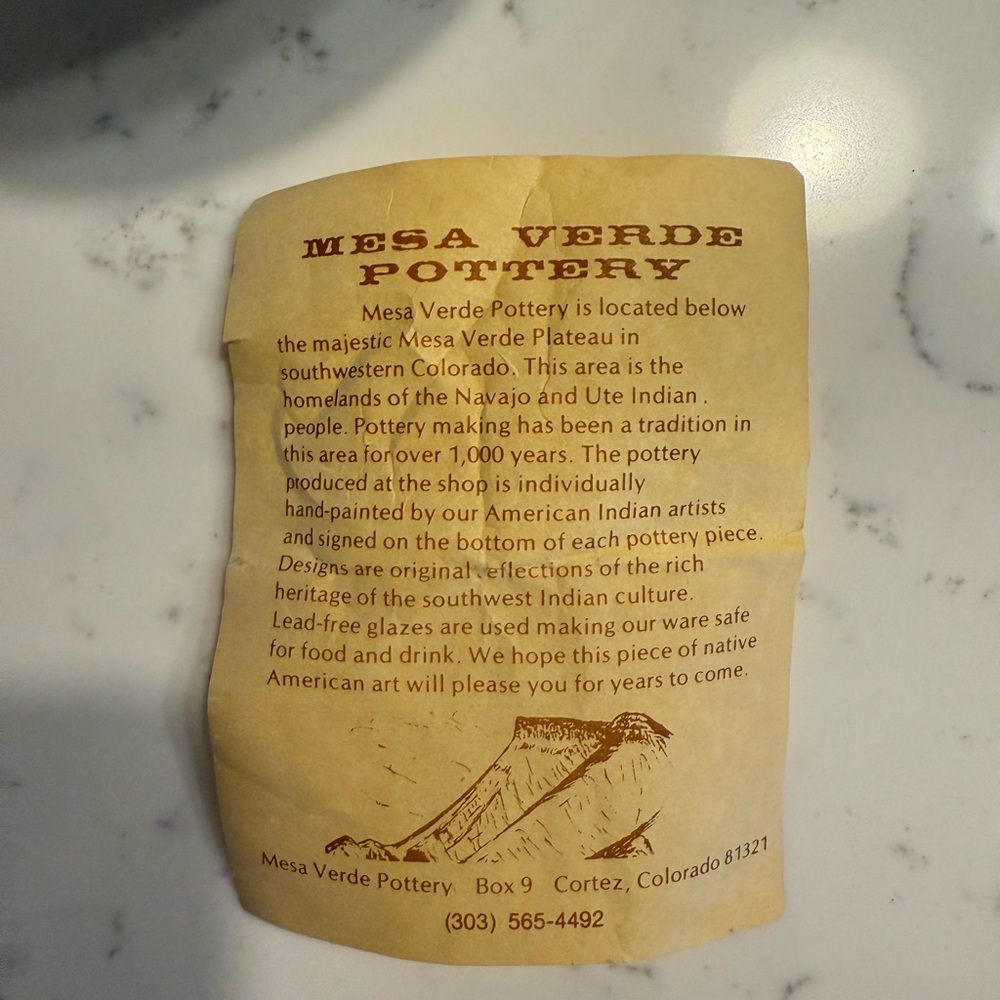 MESA VERDE
POTTERY
Mesa Verde Pottery is located below
the majestic Mesa Verde Plateau in
southwestern Colorado. This area is the
homelands of the Navajo and Ute Indian .
people. Pottery making has been a tradition in
this area for over 1,000 years. The pottery
produced at the shop is individually
hand-painted by our American Indian artists
and signed on the bottom of each pottery piece.
Designs are original eflections of the rich
heritage of the southwest Indian culture.
Lead-free glazes are used making our ware safe
for food and drink. We hope this piece of native
American art will please you for years to come.
Mesa Verde Pottery Box 9 Cortez, Colorado 81321
(303) 565-4492